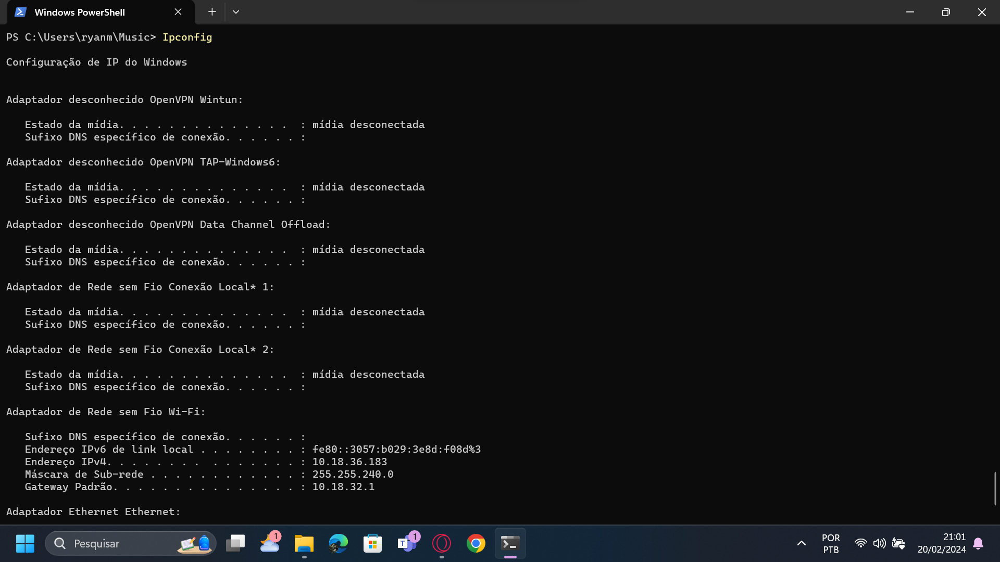 Windows PowerShell
PS C:\Users\ryanm\Music> Ipconfig
Configuração de IP do Windows
Adaptador desconhecido OpenVPN Wintun:
Estado da mídia. . . . . . . . . . . . . .  : mídia desconectada
Sufixo DNS específico de conexão. . . . . . :
Adaptador desconhecido OpenVPN TAP-Windows6:
Estado da mídia. . . . . . . . . . . . . .  : mídia desconectada
Sufixo DNS específico de conexão. . . . . . :
Adaptador desconhecido OpenVPN Data Channel Offload:
Estado da mídia. . . . . . . . . . . . . .  : mídia desconectada
Sufixo DNS específico de conexão. . . . . . :
Adaptador de Rede sem Fio Conexão Local* 1:
Estado da mídia. . . . . . . . . . . . . .  : mídia desconectada
Sufixo DNS específico de conexão. . . . . . :
Adaptador de Rede sem Fio Conexão Local* 2:
Estado da mídia. . . . . . . . . . . . . .  : mídia desconectada
Sufixo DNS específico de conexão. . . . . . :
Adaptador de Rede sem Fio Wi-Fi:
Sufixo DNS específico de conexão. . . . . . :
Endereço IPv6 de link local . . . . . . . . : fe80::3057:b029:3e8d:f08d%3
Endereço IPv4. . . . . . . .  . . . . . . . : 10.18.36.183
Máscara de Sub-rede . . . . . . . . . . . . : 255.255.240.0
Gateway Padrão. . . . . . . . . . . . . . . : 10.18.32.1
Adaptador Ethernet Ethernet:
Pesquisar
1
T 1
POR
PTB
21:01
20/02/2024